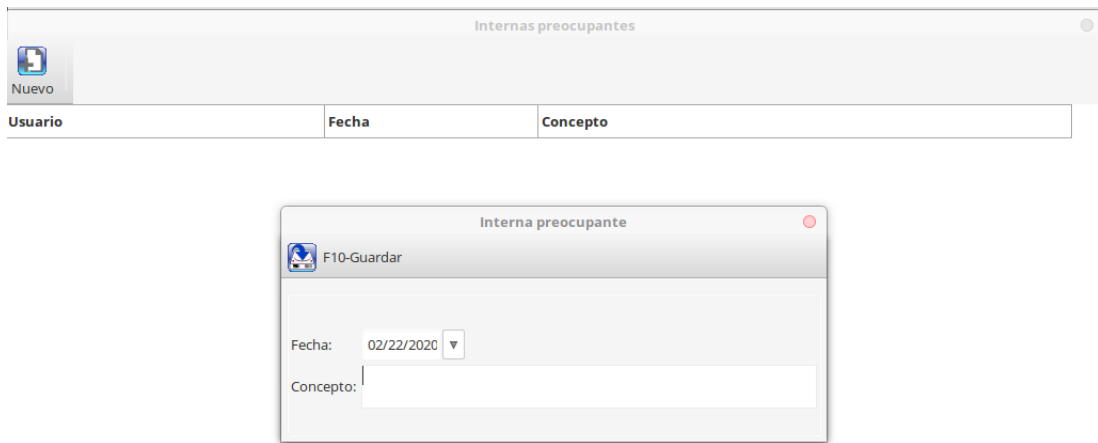 Internas preocupantes
Nuevo
Usuario Fecha Concepto
Interna preocupante
F10-Guardar
Fecha: 02/22/2020
Concepto: